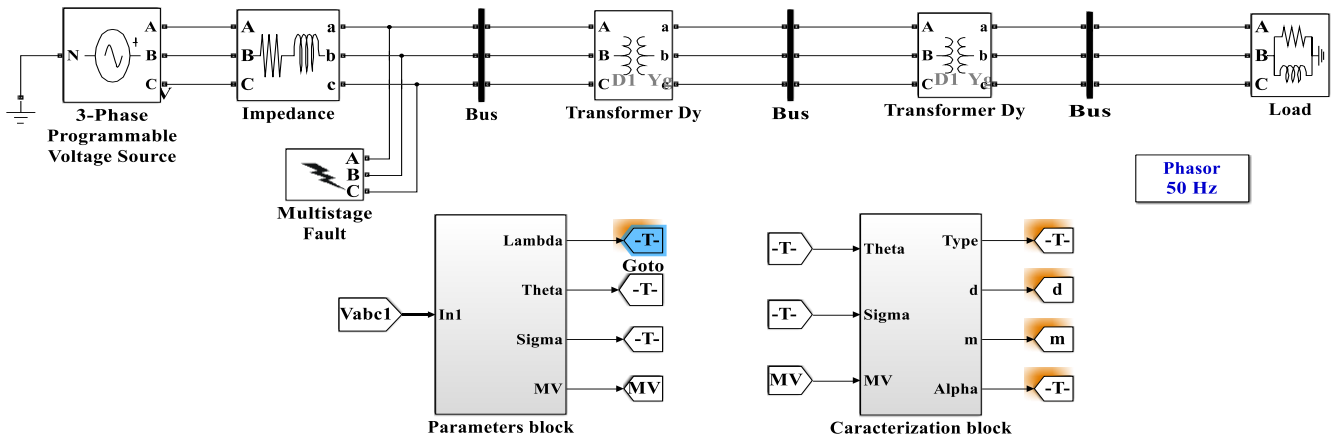 N
A
B
C
V
3-Phase
Programmable
Voltage Source
A
B
C
a
b
c
Impedance
Bus
A
B
C
a
b
c
D1 Yg
Transformer Dy
Bus
A
B
C
a
b
c
D1 Yg
Transformer Dy
Bus
A
B
C
Load
A
B
C
Multistage
Fault
Phasor
50 Hz
Vabc1
In1
Lambda
Theta
Sigma
MV
-T-
Goto
-T-
-T-
MV
Parameters block
-T-
-T-
MV
Theta
Sigma
MV
Type
d
m
Alpha
-T-
d
m
-T-
Caracterization block